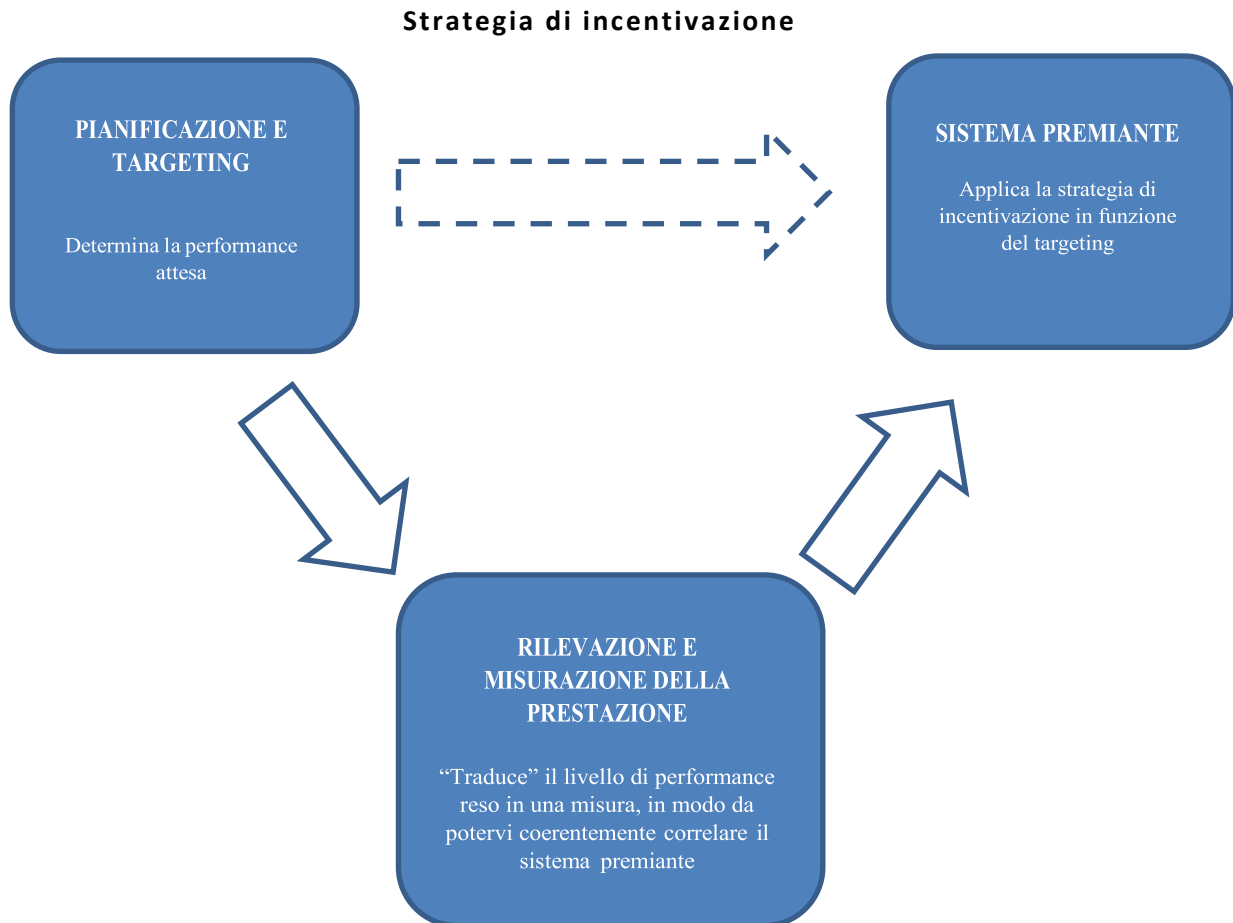 Strategia di incentivazione
PIANIFICAZIONE E
TARGETING
Determina la performance
attesa
SISTEMA PREMIANTE
Applica la strategia di
incentivazione in funzione
del targeting
RILEVAZIONE E
MISURAZIONE DELLA
PRESTAZIONE
“Traduce” il livello di performance
reso in una misura, in modo da
potervi coerentemente correlare il
sistema premiante